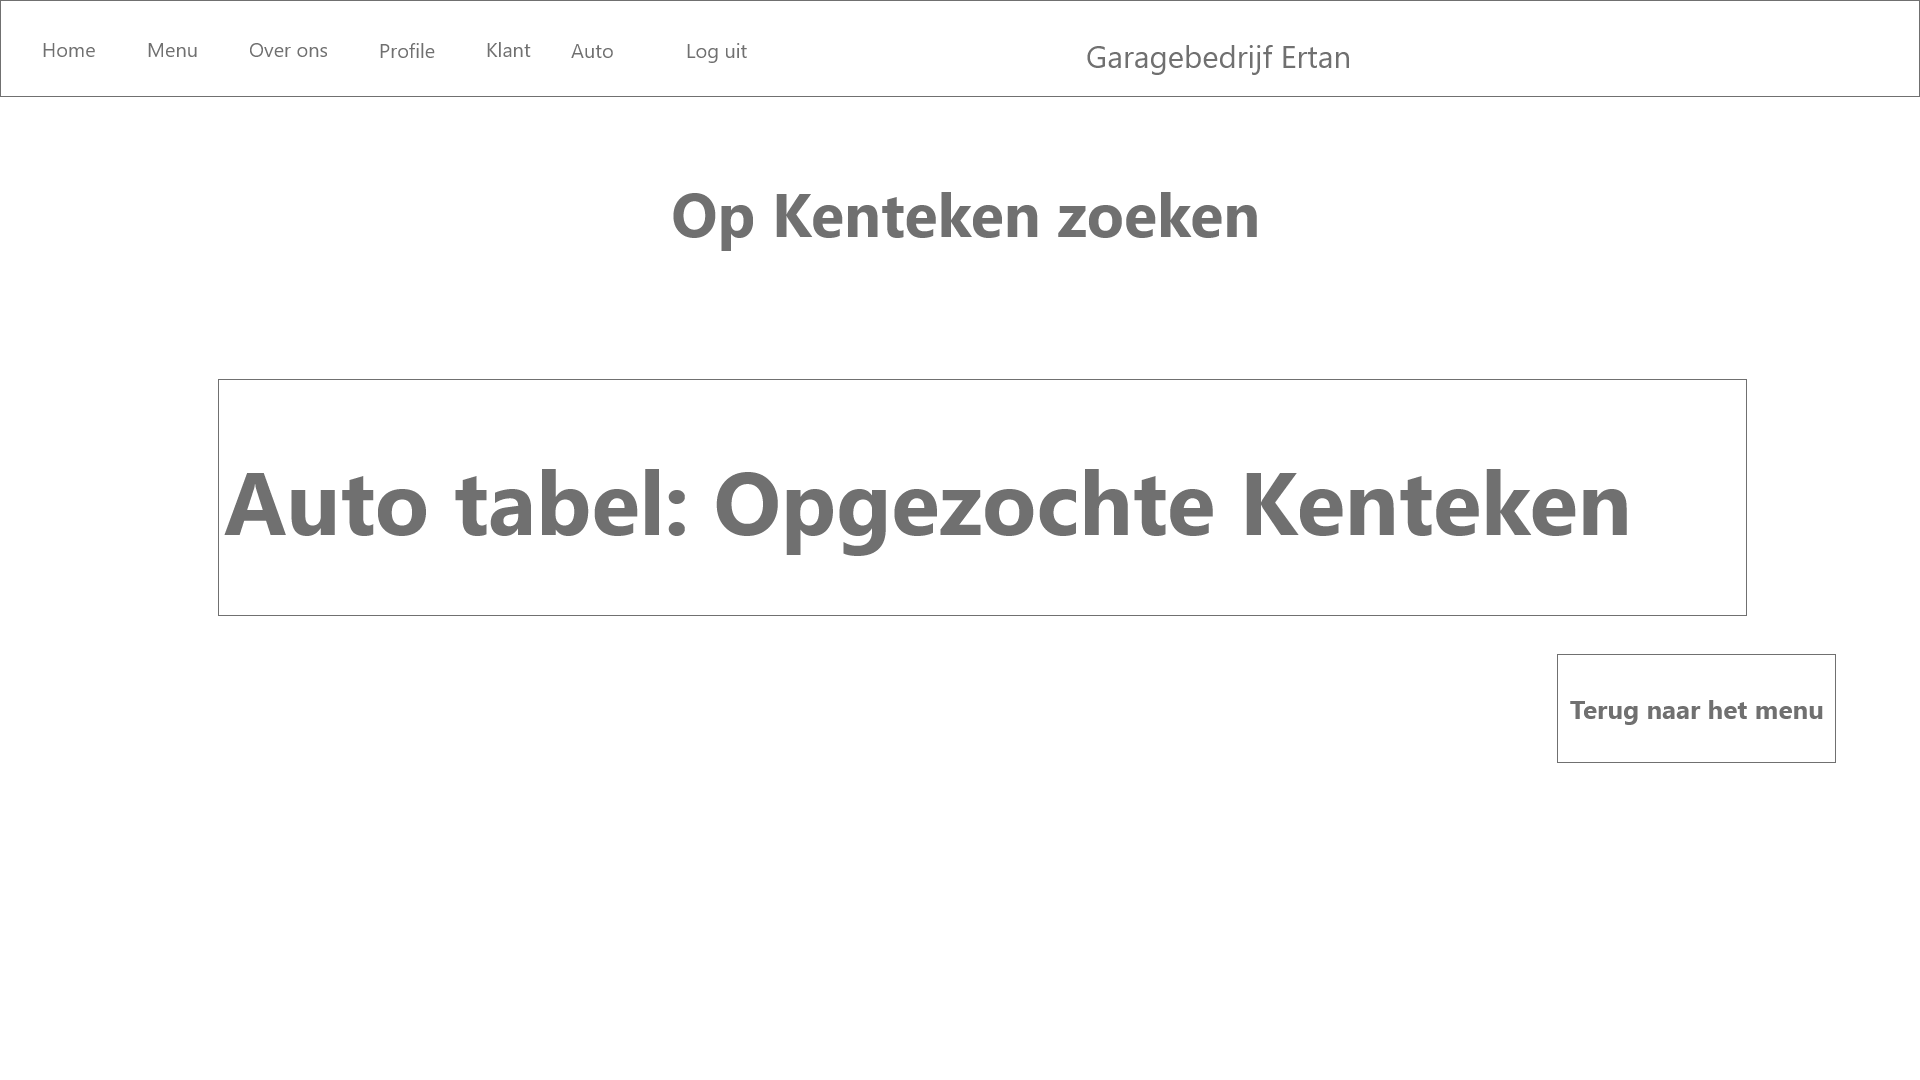 Home Menu Over ons Profile Klant Auto Log uit Garagebedrijf Ertan
Op Kenteken zoeken
Auto tabel: Opgezochte Kenteken
Terug naar het menu